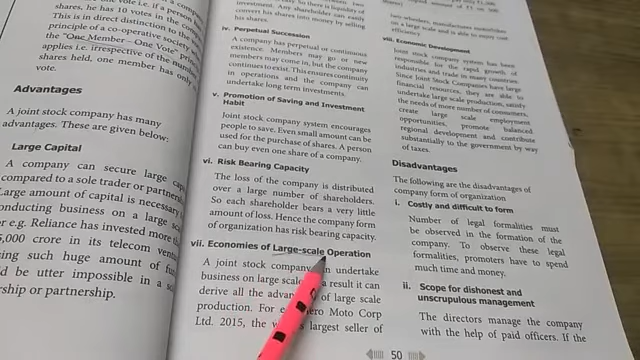 one vote i.e. if a person
shares, he has 10 votes in the
This is in direct distinction to the
principle of a co-operative society w
the "One Member – One Vote"
applies i.e. irrespective of the number
shares held, one member has only
vote.
Advantages
A joint stock company has many
advantages. These are given below:
Large Capital
A company can secure large cap
compared to a sole trader or partner
Large amount of capital is necessary
conducting business on a large
or e.g. Reliance has invested more
5,000 crore in its telecom
ing such huge amount of fun
d be utter impossible in a so
rship or partnership.
investment. And a shareholder can easily
convert his share into money by selling
his shares.
iv. Perpetual Succession
A company has perpetual or continuous
existence. Members may go or new
members may come in, but the company
continues to exist. This ensures continuity
in operations and the company can
undertake long term investments.
v. Promotion of Saving and Investment
Habit
Joint stock company system encourages
people to save. Even small amount can be
used for the purchase of shares. A person
can buy even one share of a company.
vi. Risk Bearing Capacity
The loss of the company is distributed
over a large number of shareholders.
So each shareholder bears a very little
amount of loss. Hence the company form
of organization has risk bearing capacity.
vii. Economies of Large-scale Operation
A joint stock company undertake
business on large scale a result it can
derive all the of large scale
production. For Moto Corp
Ltd. 2015, the largest seller of
two wheelers, manufactures motorbikes
on a large scale and is able to enjoy cost
efficiency.
viii. Economic Development
Joint stock company system has been
responsible for the rapid growth of
industries and trade in many countries.
Since Joint Stock Companies have large
financial resources, they are able to
undertake large scale production, satisfy
the needs of more number of consumers,
create large scale employment
opportunities, promote balanced
regional development and contribute
substantially to the government by way
of taxes.
Disadvantages
The following are the disadvantages of
company form of organization
i. Costly and difficult to form
Number of legal formalities must
be observed in the formation of the
company. To observe these legal
formalities, promoters have to spend
much time and money.
ii. Scope for dishonest and
unscrupulous management
The directors manage the company
with the help of paid officers. If the
50